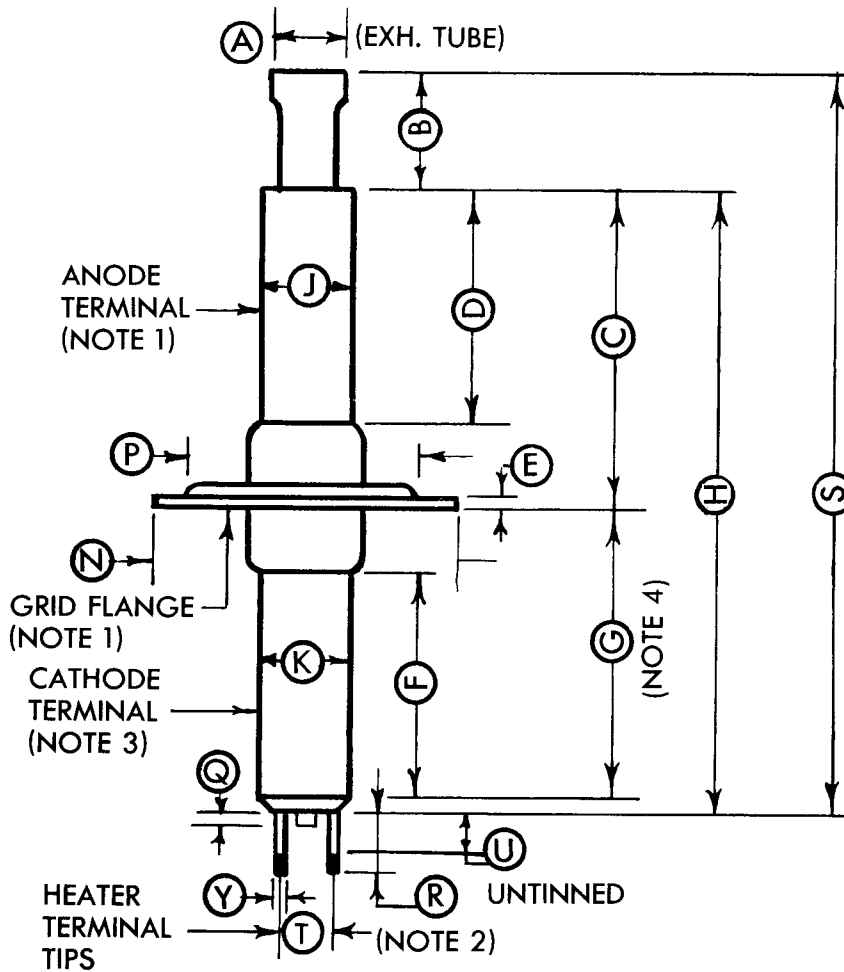 A (EXH. TUBE)
B
ANODE
TERMINAL
(NOTE 1)
J
D
C
P
E
H
S
N
GRID FLANGE
(NOTE 1)
K
F
G
(NOTE 4)
CATHODE
TERMINAL
(NOTE 3)
Q
U
UNTINNED
HEATER
TERMINAL
TIPS
Y
T
R
(NOTE 2)